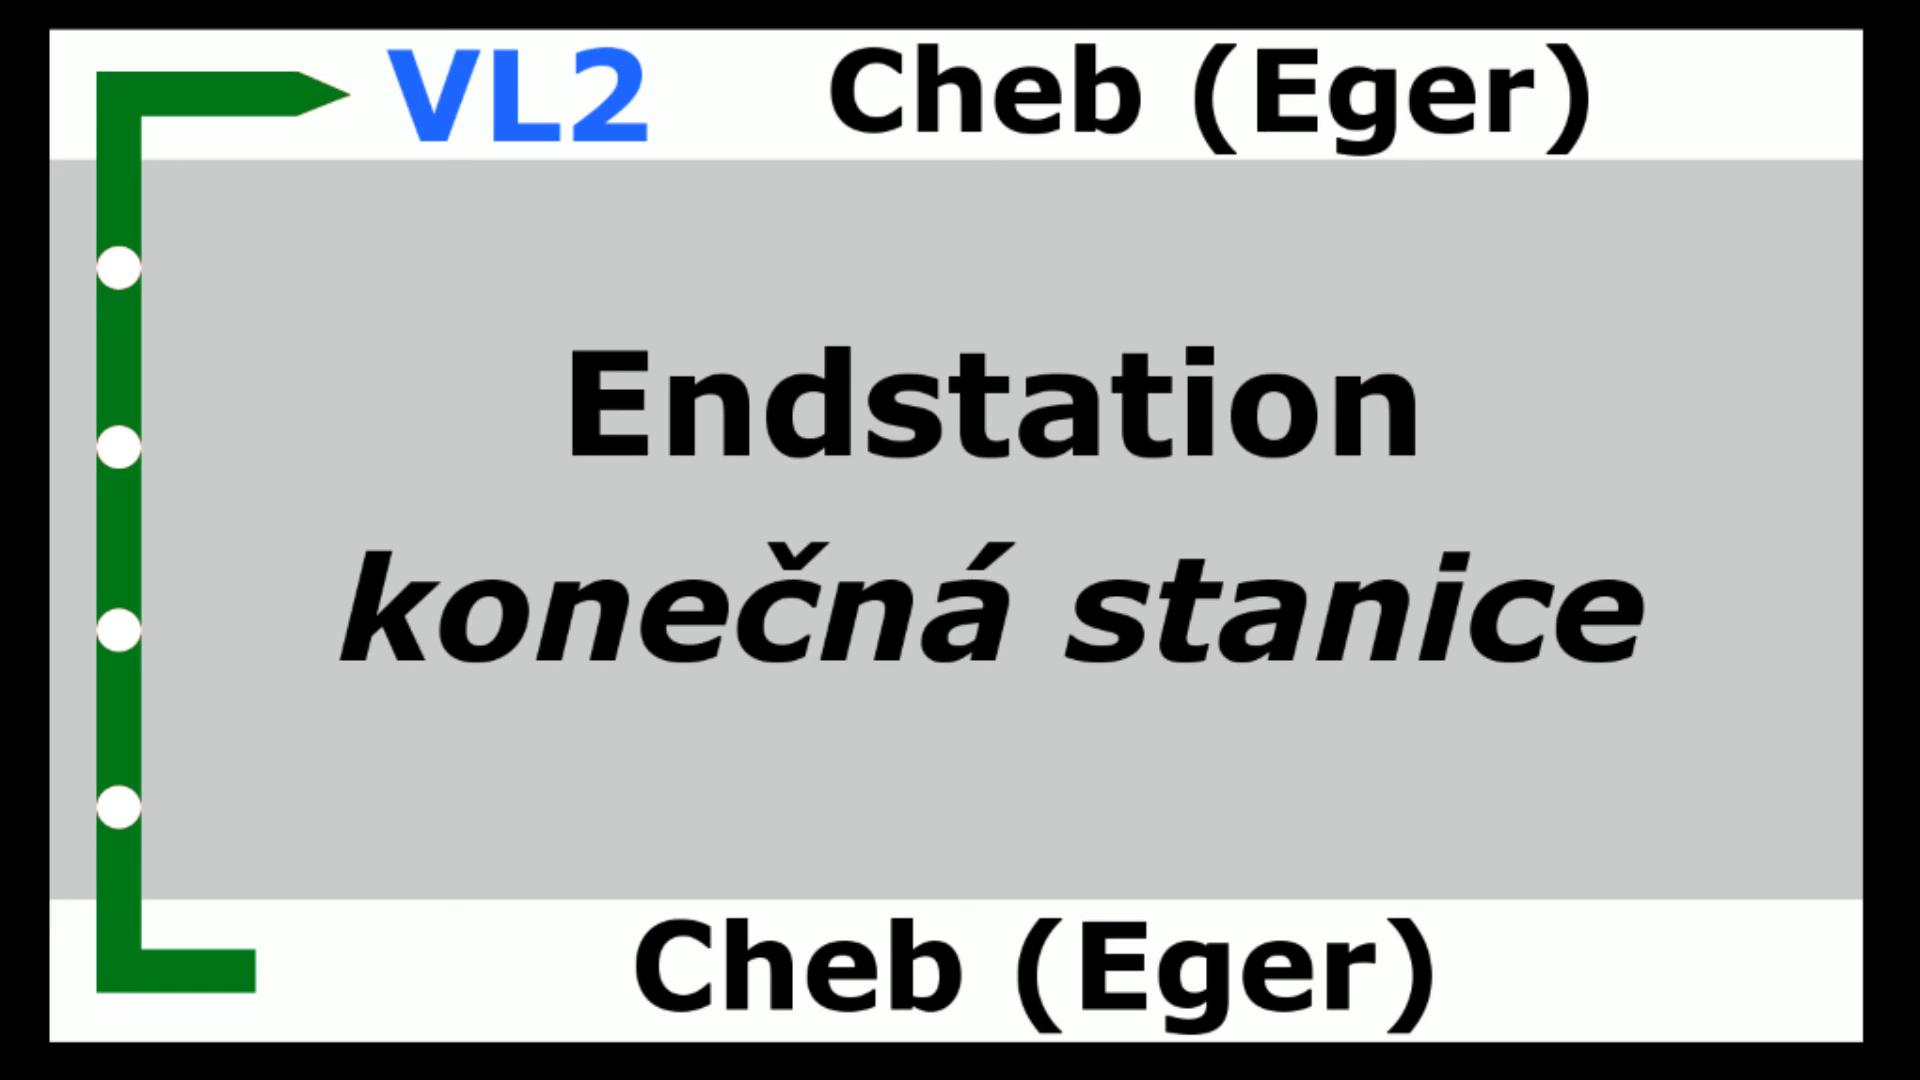 VL2 Cheb (Eger)
Endstation
konečná stanice
Cheb (Eger)